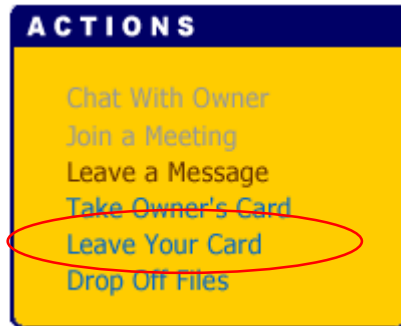 ACTIONS
Chat With Owner
Join a Meeting
Leave a Message
Take Owner's Card
Leave Your Card
Drop Off Files